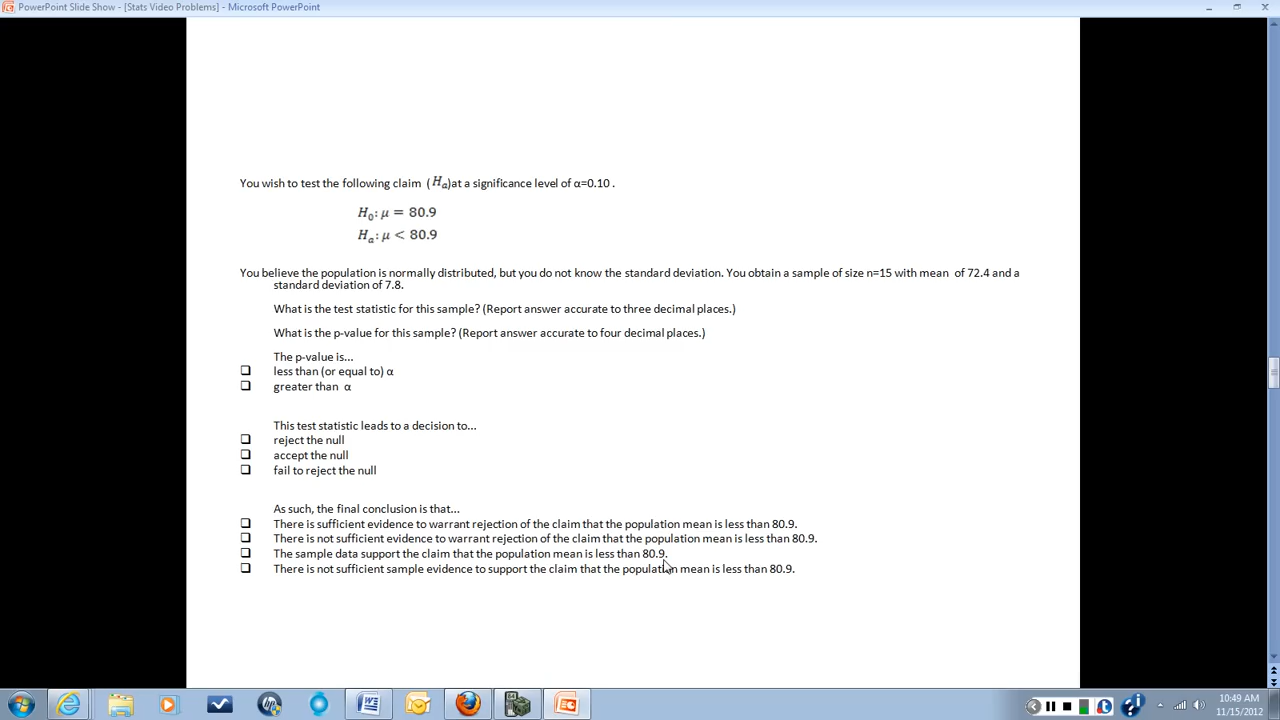 PowerPoint Slide Show - [Stats Video Problems] - Microsoft PowerPoint
You wish to test the following claim (Hₐ)at a significance level of α=0.10 .
H₀: μ = 80.9
Hₐ: μ < 80.9
You believe the population is normally distributed, but you do not know the standard deviation. You obtain a sample of size n=15 with mean of 72.4 and a
standard deviation of 7.8.
What is the test statistic for this sample? (Report answer accurate to three decimal places.)
What is the p-value for this sample? (Report answer accurate to four decimal places.)
The p-value is...
❑ less than (or equal to) α
❑ greater than α
This test statistic leads to a decision to...
❑ reject the null
❑ accept the null
❑ fail to reject the null
As such, the final conclusion is that...
❑ There is sufficient evidence to warrant rejection of the claim that the population mean is less than 80.9.
❑ There is not sufficient evidence to warrant rejection of the claim that the population mean is less than 80.9.
❑ The sample data support the claim that the population mean is less than 80.9.
❑ There is not sufficient sample evidence to support the claim that the population mean is less than 80.9.
10:49 AM
11/15/2012